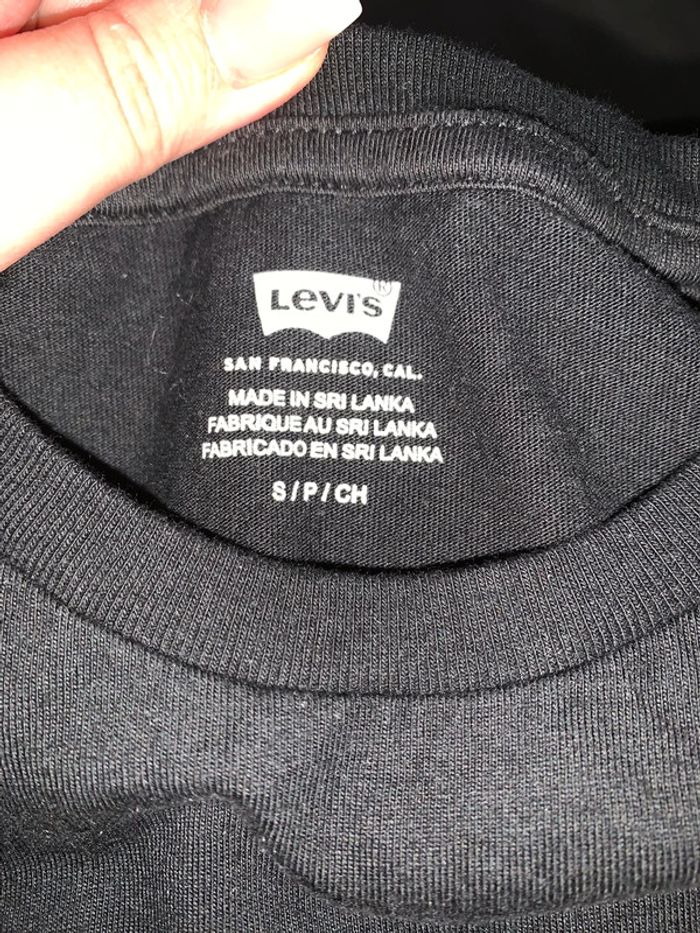 Levi's ®
SAN FRANCISCO, CAL.
MADE IN SRI LANKA
FABRIQUE AU SRI LANKA
FABRICADO EN SRI LANKA
S / P / CH